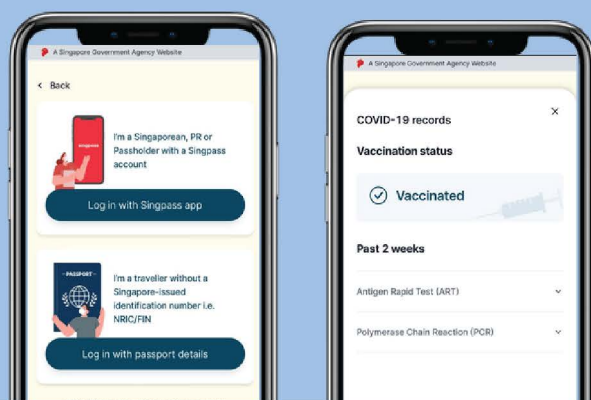 A Singapore Government Agency Website
< Back
singpass
I'm a Singaporean, PR or
Passholder with a Singpass
account
Log in with Singpass app
- PASSPORT -
I'm a traveller without a
Singapore-issued
identification number i.e.
NRIC/FIN
Log in with passport details
A Singapore Government Agency Website
COVID-19 records
Vaccination status
Vaccinated
Past 2 weeks
Antigen Rapid Test (ART)
Polymerase Chain Reaction (PCR)